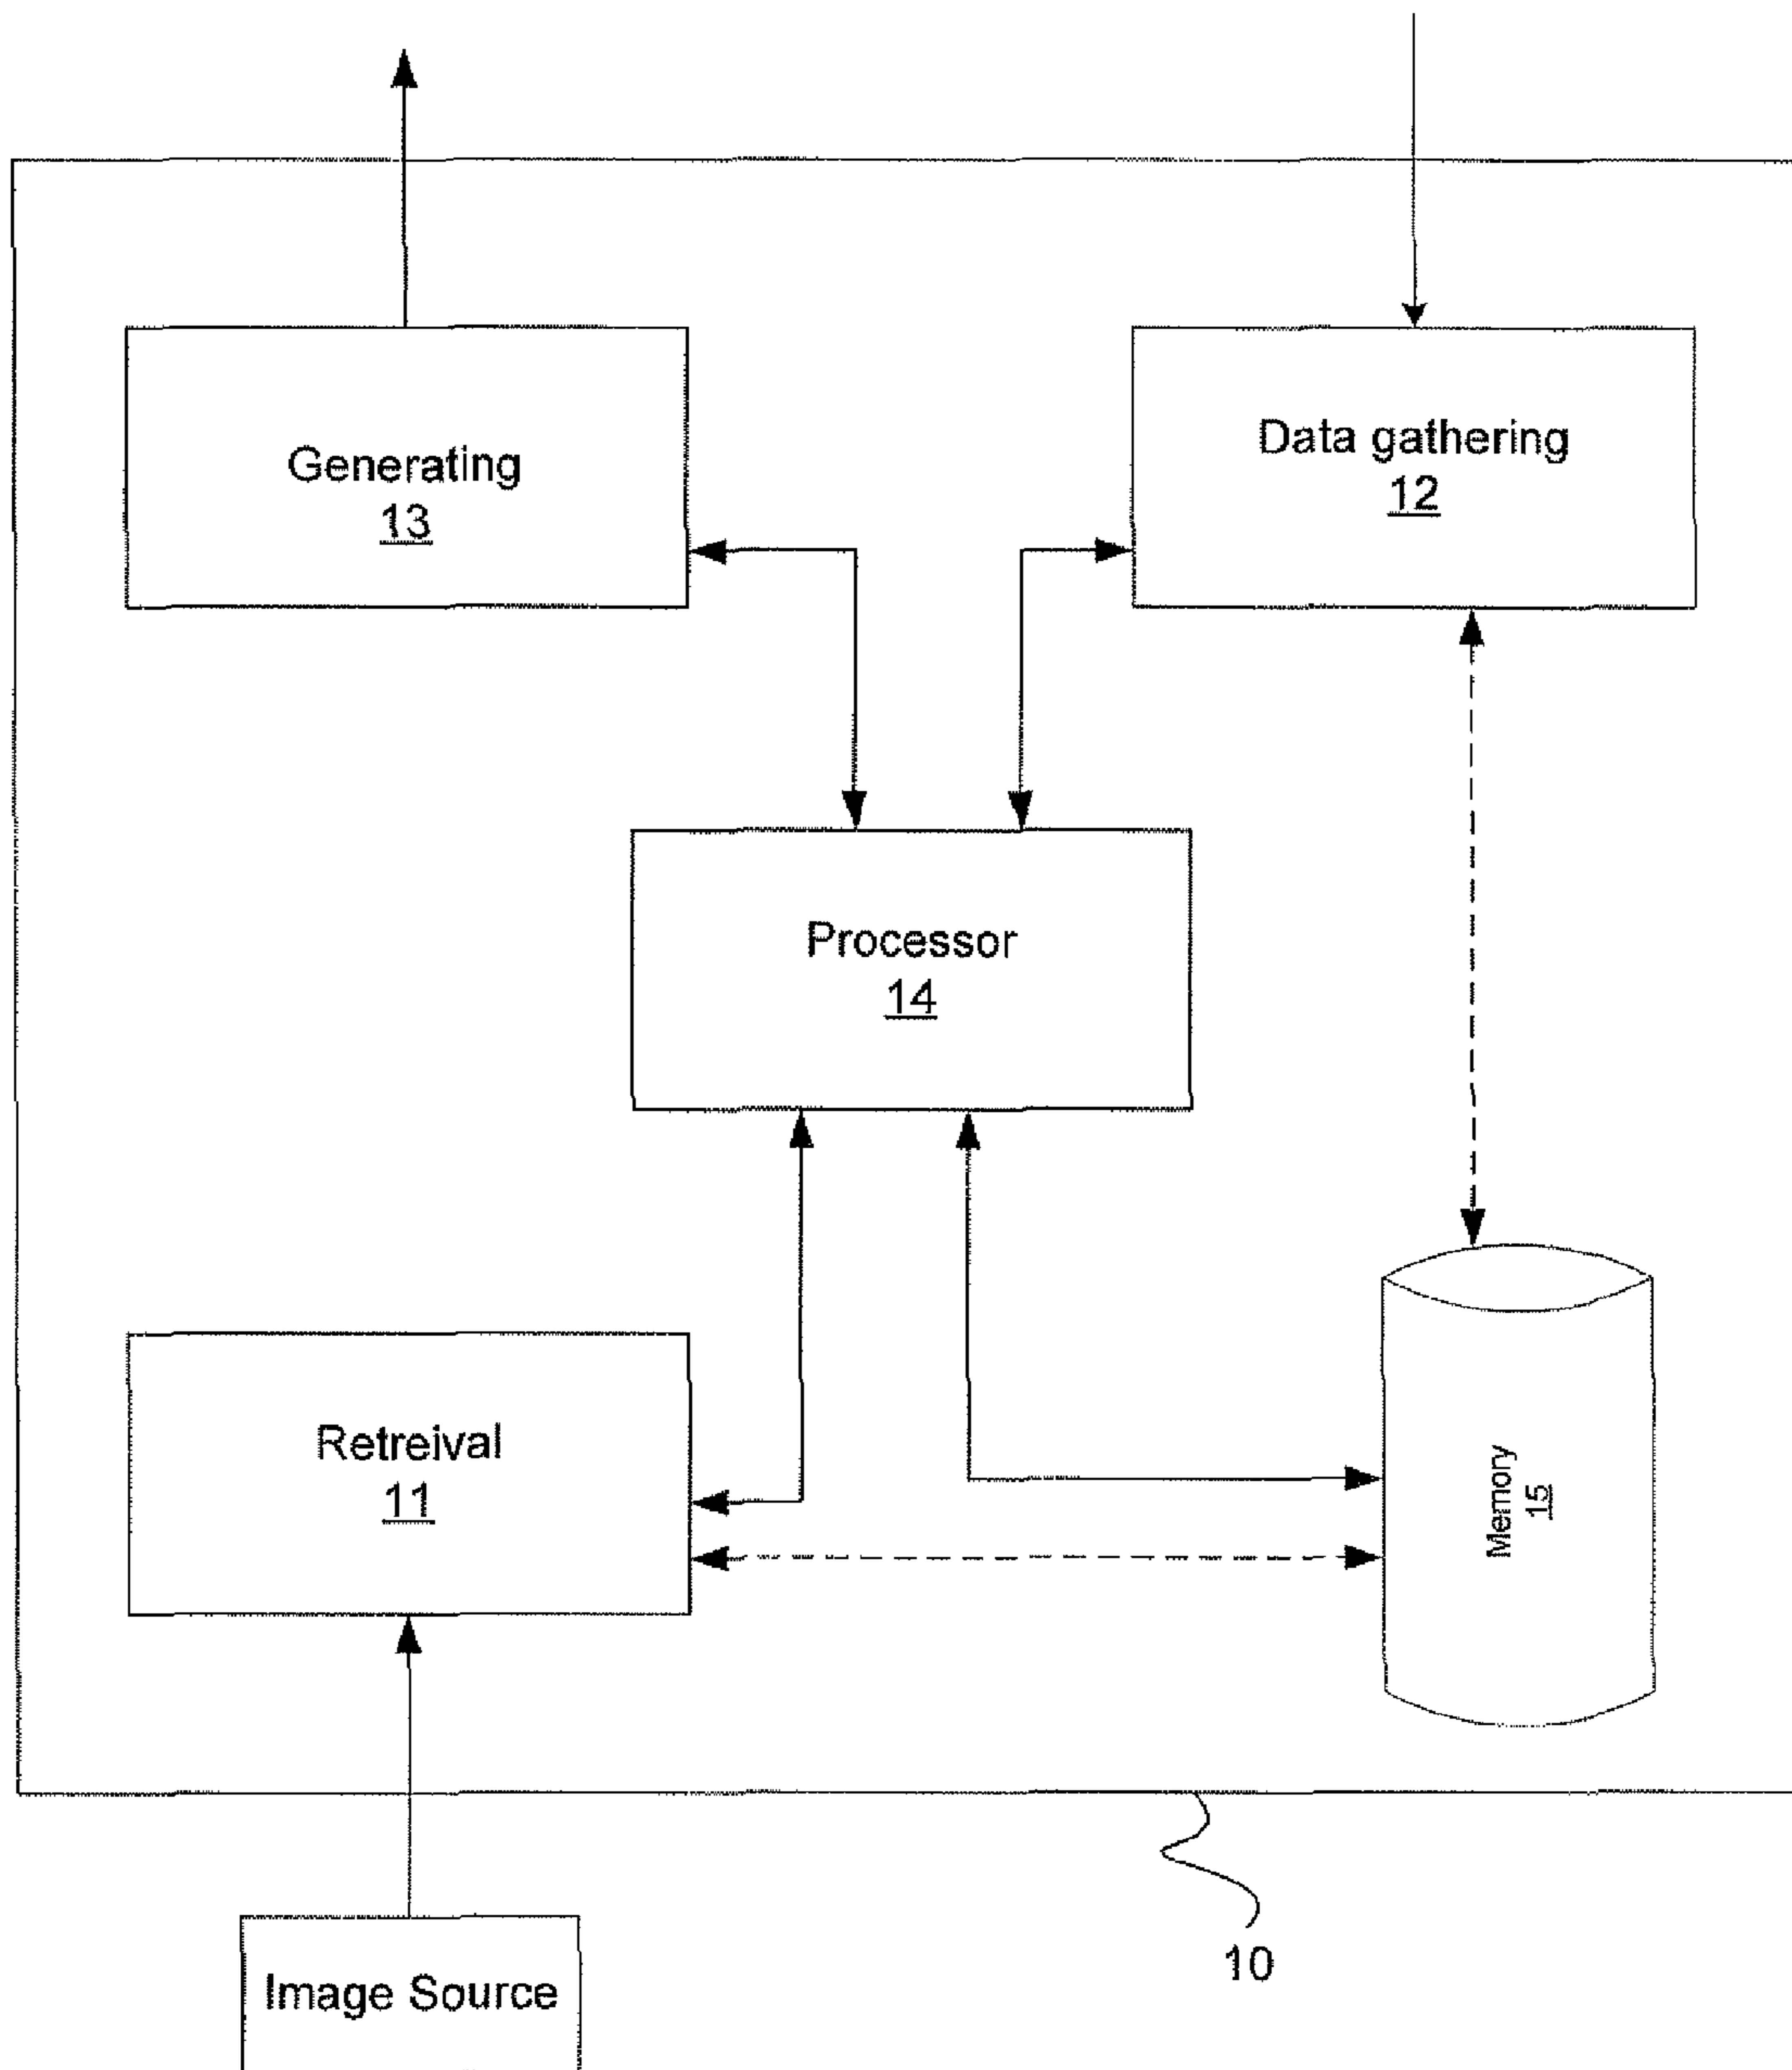 Generating
13
Data gathering
12
Processor
14
Retreival
11
Memory
15
10
Image Source